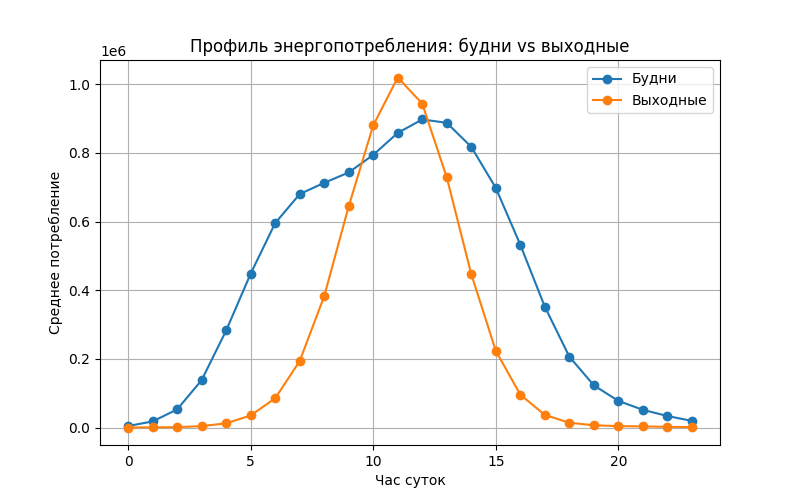 Профиль энергопотребления: будни vs выходные
1e6
Будни
Выходные
1.0
0.8
0.6
0.4
0.2
0.0
Среднее потребление
0 5 10 15 20
Час суток